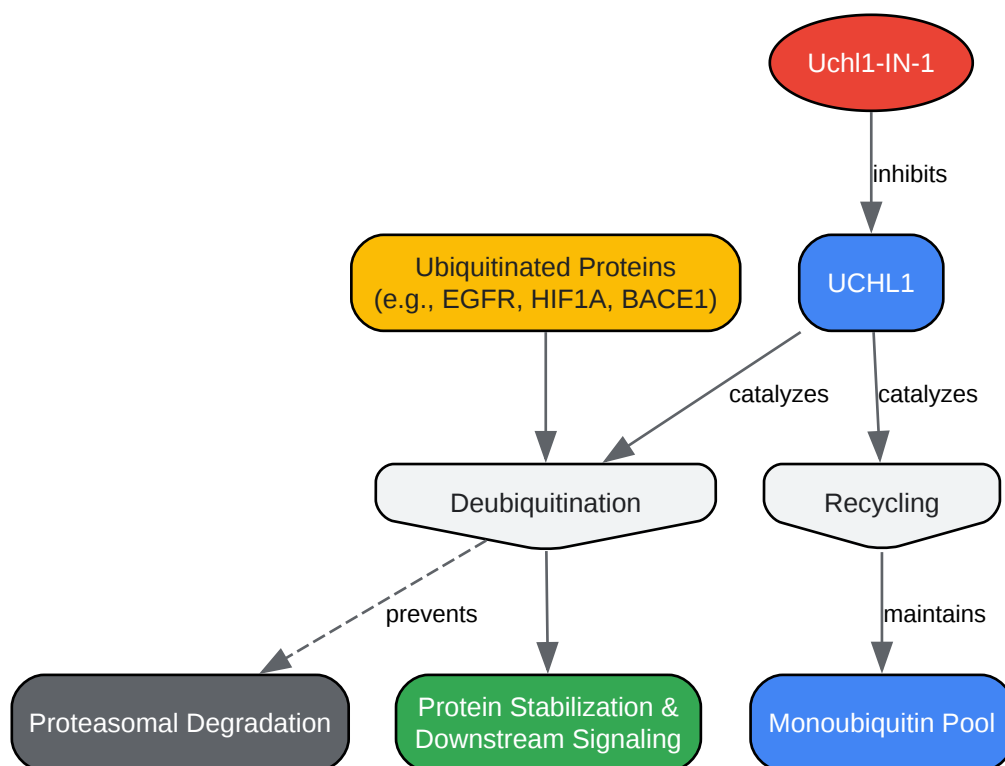 Uchl1-IN-1
inhibits
Ubiquitinated Proteins
(e.g., EGFR, HIF1A, BACE1)
UCHL1
catalyzes
catalyzes
Deubiquitination
Recycling
prevents
maintains
Proteasomal Degradation
Protein Stabilization &
Downstream Signaling
Monoubiquitin Pool